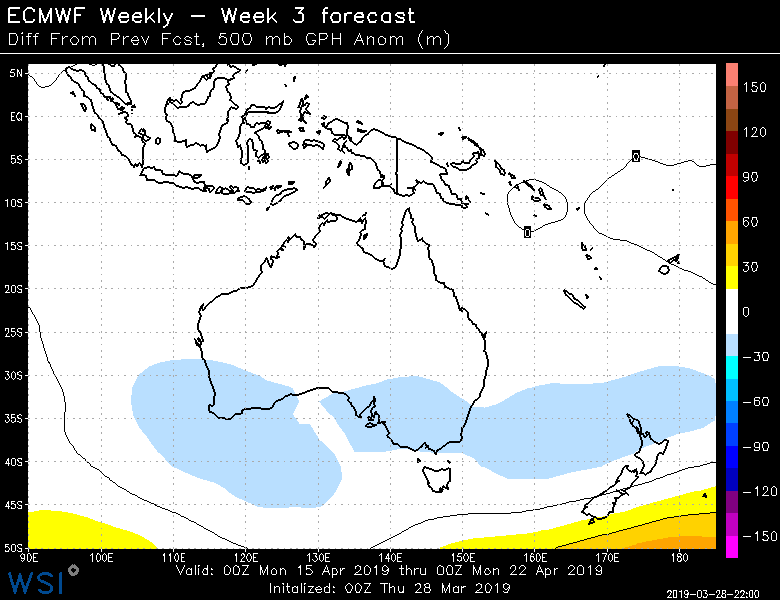 ECMWF Weekly – Week 3 forecast
Diff From Prev Fcst, 500 mb GPH Anom (m)
5N
EQ
5S
10S
15S
20S
25S
30S
35S
40S
45S
50S
0
0
150
120
90
60
30
0
-30
-60
-90
-120
-150
90E 100E 110E 120E 130E 140E 150E 160E 170E 180
Valid: 00Z Mon 15 Apr 2019 thru 00Z Mon 22 Apr 2019
Initalized: 00Z Thu 28 Mar 2019
WSI
2019-03-28-22:00